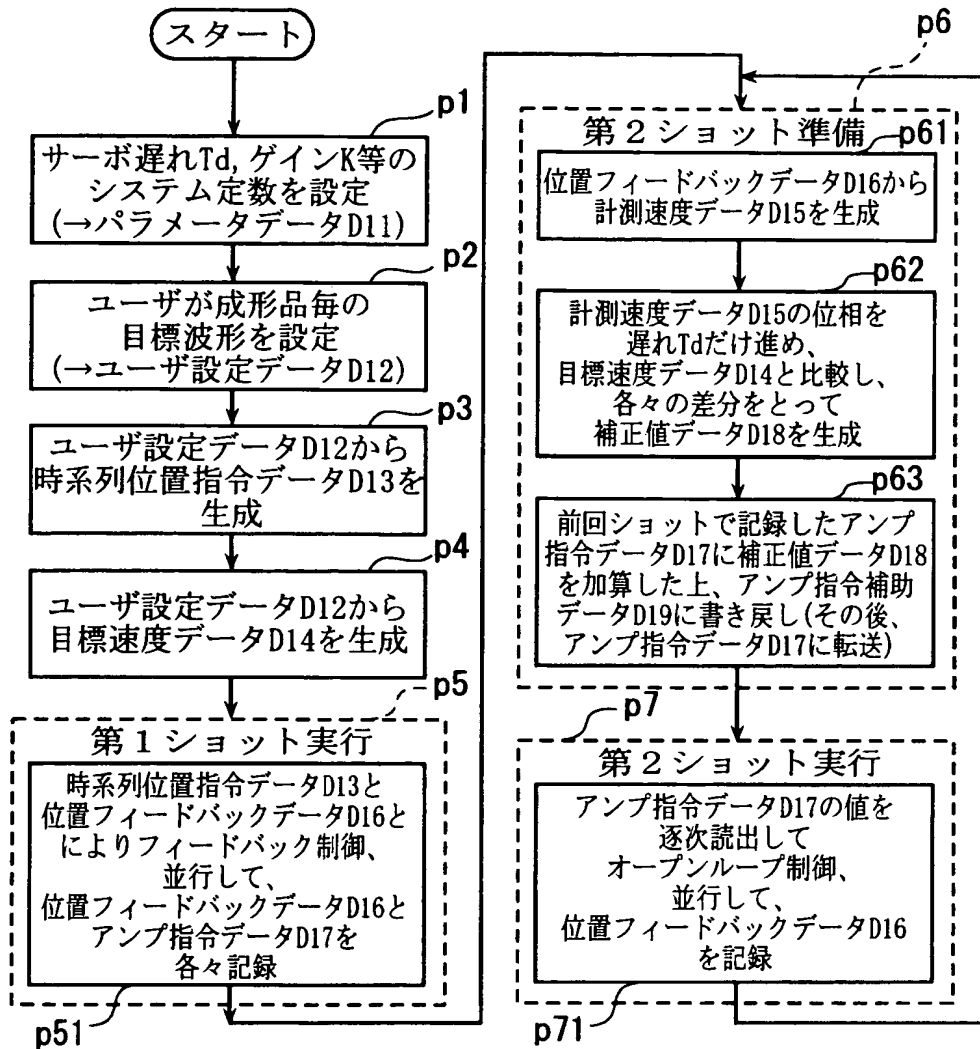 スタート
p1
サーボ遅れTd,ゲインK等の
システム定数を設定
(→パラメータデータD11)
p2
ユーザが成形品毎の
目標波形を設定
(→ユーザ設定データD12)
p3
ユーザ設定データD12から
時系列位置指令データD13を
生成
p4
ユーザ設定データD12から
目標速度データD14を生成
p5
第1ショット実行
時系列位置指令データD13と
位置フィードバックデータD16と
によりフィードバック制御、
並行して、
位置フィードバックデータD16と
アンプ指令データD17を
各々記録
p51
p6
第2ショット準備
p61
位置フィードバックデータD16から
計測速度データD15を生成
p62
計測速度データD15の位相を
遅れTdだけ進め、
目標速度データD14と比較し、
各々の差分をとって
補正値データD18を生成
p63
前回ショットで記録したアンプ
指令データD17に補正値データD18
を加算した上、アンプ指令補助
データD19に書き戻し(その後、
アンプ指令データD17に転送)
p7
第2ショット実行
アンプ指令データD17の値を
逐次読出して
オープンループ制御、
並行して、
位置フィードバックデータD16
を記録
p71